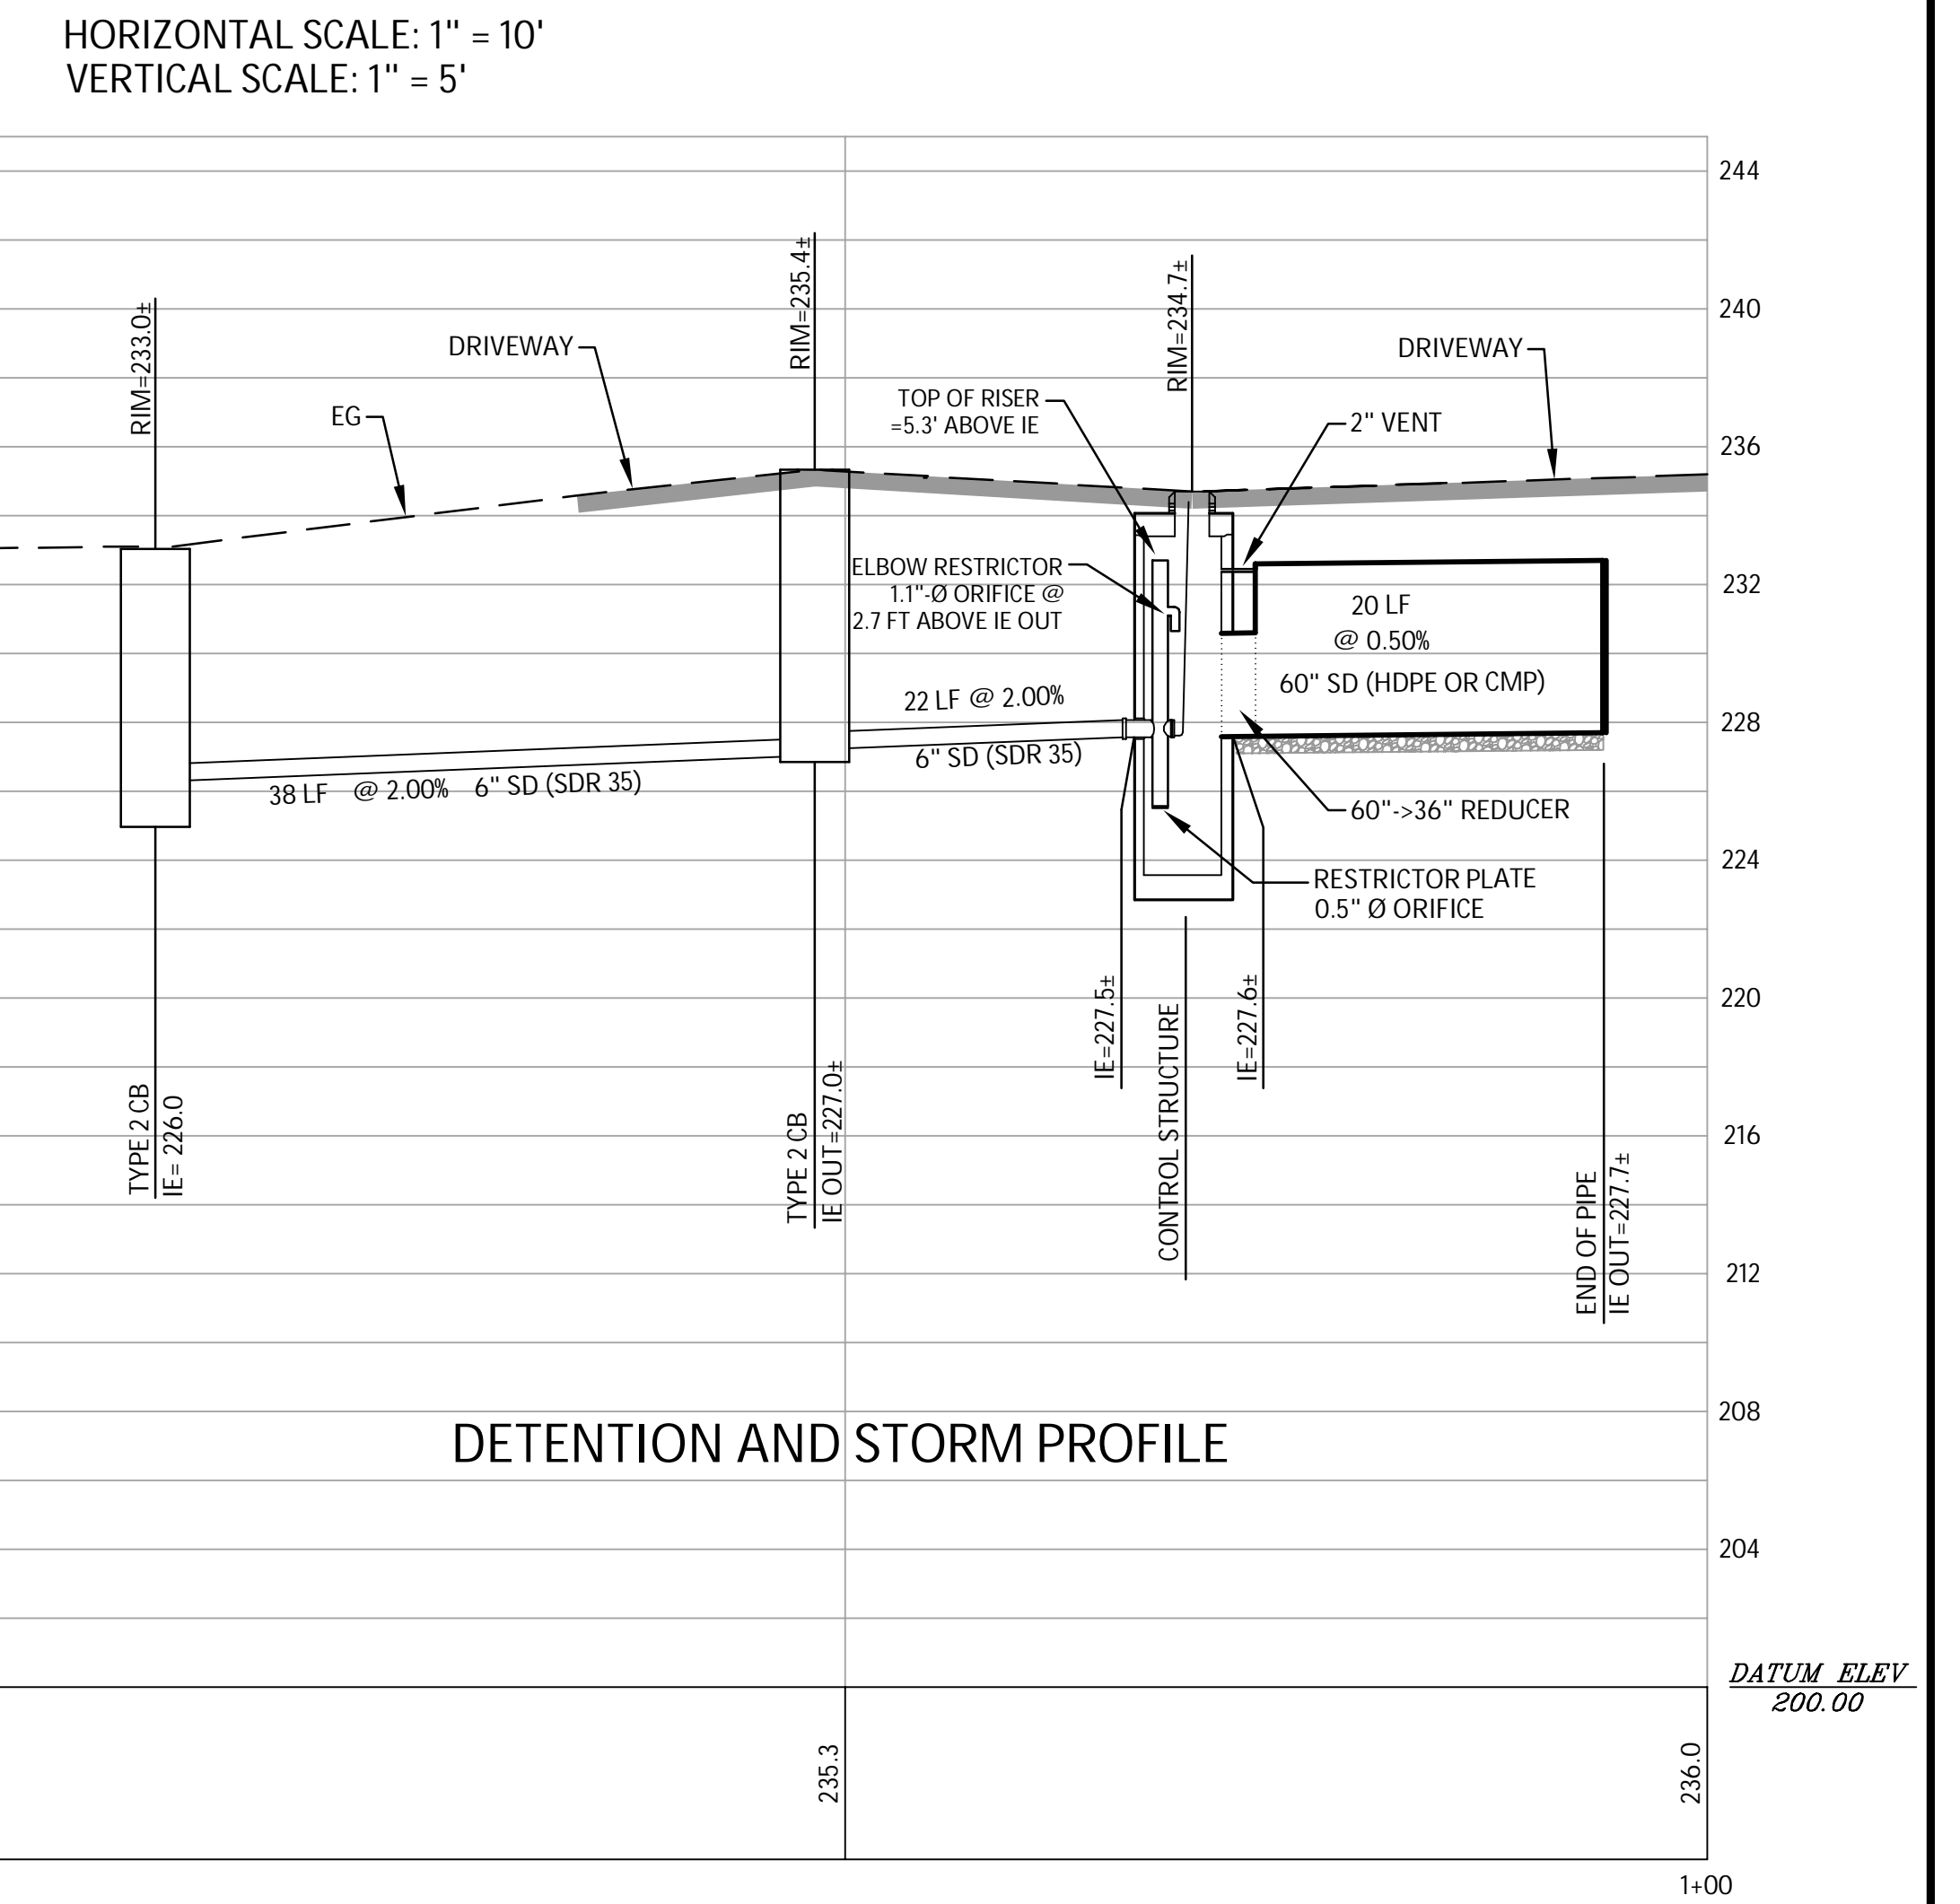 HORIZONTAL SCALE: 1" = 10'
VERTICAL SCALE: 1" = 5'
244
240
236
232
228
224
220
216
212
208
204
RIM=233.0±
RIM=235.4±
RIM=234.7±
EG
DRIVEWAY
TOP OF RISER
=5.3' ABOVE IE
2" VENT
DRIVEWAY
ELBOW RESTRICTOR
1.1"-Ø ORIFICE @
2.7 FT ABOVE IE OUT
20 LF
@ 0.50%
60" SD (HDPE OR CMP)
22 LF @ 2.00%
6" SD (SDR 35)
38 LF @ 2.00% 6" SD (SDR 35)
60"->36" REDUCER
RESTRICTOR PLATE
0.5" Ø ORIFICE
TYPE 2 CB
IE= 226.0
TYPE 2 CB
IE OUT=227.0±
IE=227.5±
CONTROL STRUCTURE
IE=227.6±
END OF PIPE
IE OUT=227.7±
DETENTION AND STORM PROFILE
DATUM ELEV
200.00
235.3
236.0
1+00